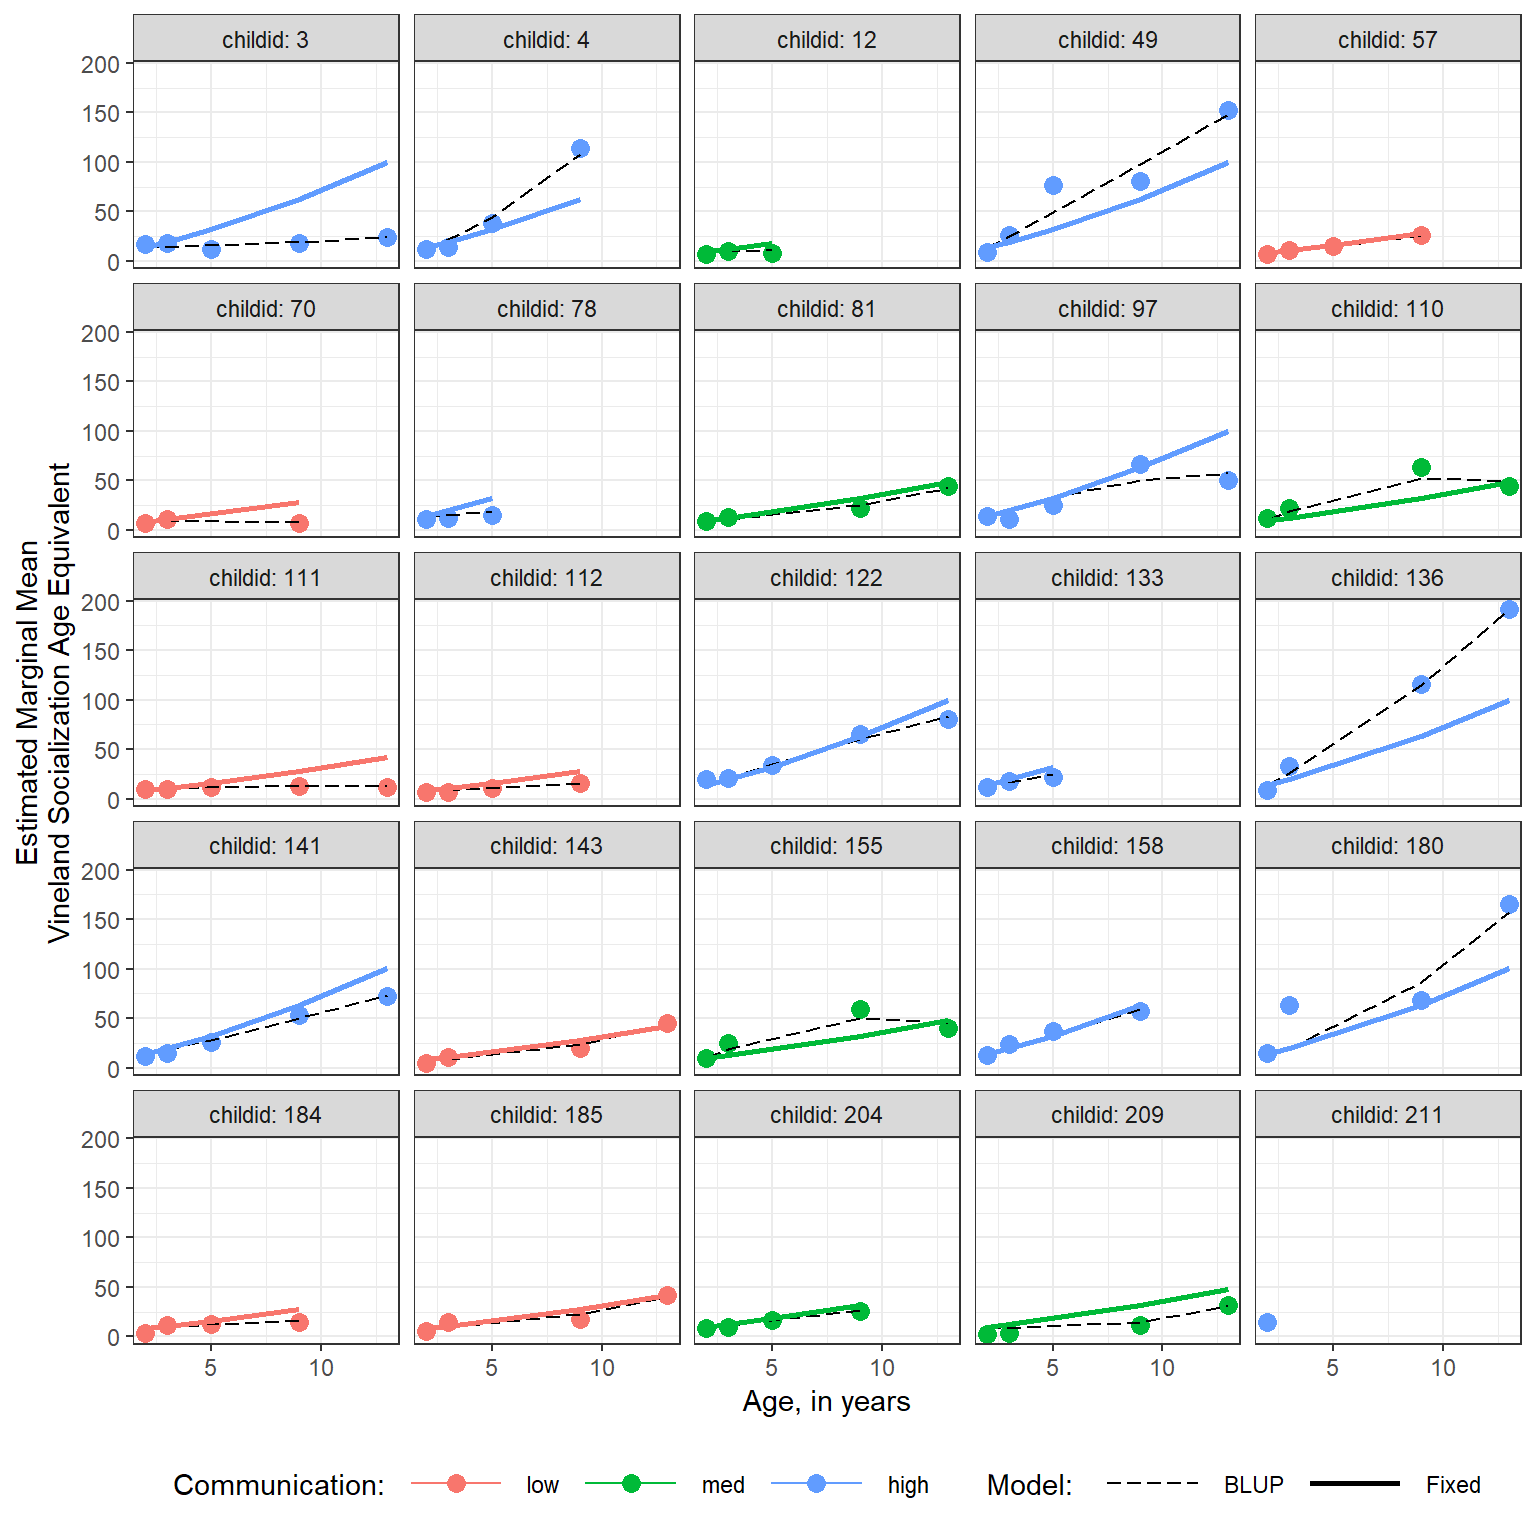 childid: 3
childid: 4
childid: 12
childid: 49
childid: 57
200
150
100
50
0
childid: 70
childid: 78
childid: 81
childid: 97
childid: 110
200
150
100
50
0
childid: 111
childid: 112
childid: 122
childid: 133
childid: 136
200
150
100
50
0
Estimated Marginal Mean
Vineland Socialization Age Equivalent
childid: 141
childid: 143
childid: 155
childid: 158
childid: 180
200
150
100
50
0
childid: 184
childid: 185
childid: 204
childid: 209
childid: 211
200
150
100
50
0
5 10
5 10
5 10
5 10
5 10
Age, in years
Communication: low med high Model: BLUP Fixed